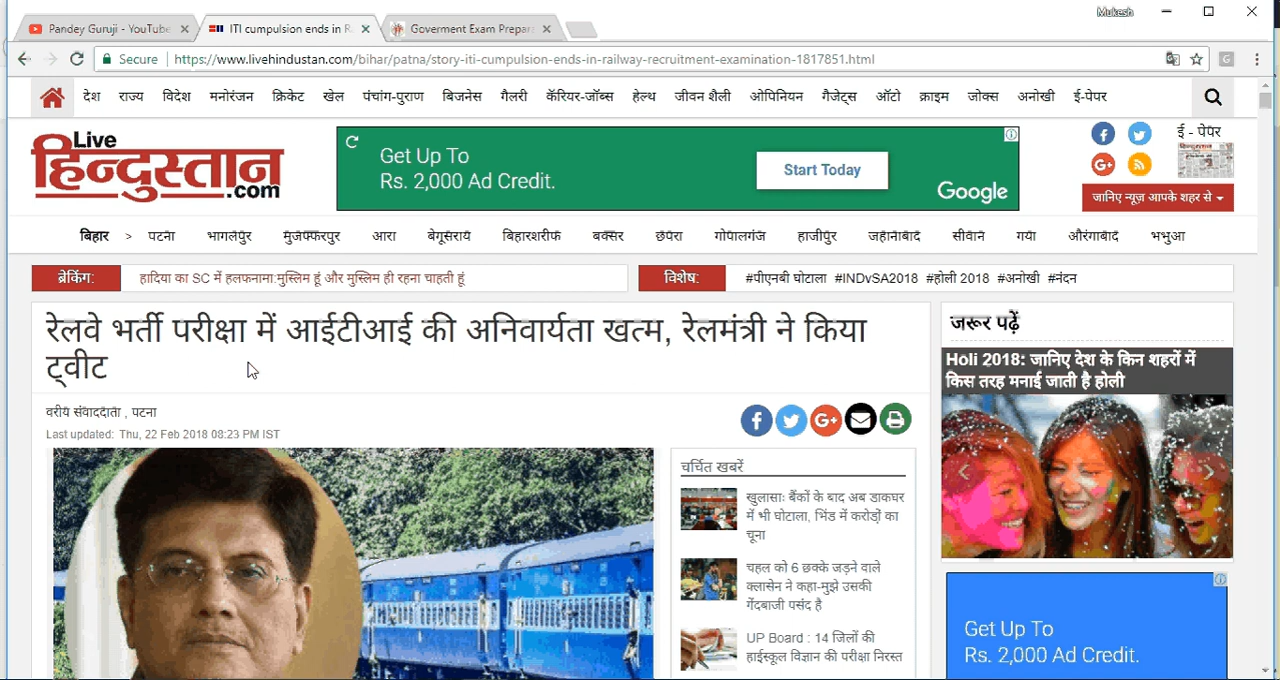 Mukesh
Pandey Guruji - YouTube
ITI cumpulsion ends in Ra
Goverment Exam Prepara
Secure
https://www.livehindustan.com/bihar/patna/story-iti-cumpulsion-ends-in-railway-recruitment-examination-1817851.html
देश राज्य विदेश मनोरंजन क्रिकेट खेल पंचांग-पुराण बिजनेस गैलरी कॅरियर-जॉब्स हेल्थ जीवन शैली ओपिनियन गैजेट्स ऑटो क्राइम जोक्स अनोखी ई-पेपर
Live
हिन्दुस्तान
.com
Get Up To
Rs. 2,000 Ad Credit.
Start Today
Google
ई - पेपर
जानिए न्यूज़ आपके शहर से
बिहार > पटना भागलपुर मुजफ्फरपुर आरा बेगूसराय बिहारशरीफ बक्सर छपरा गोपालगंज हाजीपुर जहानाबाद सीवान गया औरंगाबाद भभुआ
ब्रेकिंग: हादिया का SC में हलफनामा:मुस्लिम हूं और मुस्लिम ही रहना चाहती हूं
विशेष: #पीएनबी घोटाला #INDvSA2018 #होली 2018 #अनोखी #नंदन
रेलवे भर्ती परीक्षा में आईटीआई की अनिवार्यता खत्म, रेलमंत्री ने किया
ट्वीट
वरीय संवाददाता , पटना
Last updated: Thu, 22 Feb 2018 08:23 PM IST
चर्चित खबरें
खुलासाः बैंकों के बाद अब डाकघर
में भी घोटाला, भिंड में करोड़ों का
चूना
चहल को 6 छक्के जड़ने वाले
क्लासेन ने कहा-मुझे उसकी
गेंदबाजी पसंद है
UP Board : 14 जिलों की
हाईस्कूल विज्ञान की परीक्षा निरस्त
जरूर पढ़ें
Holi 2018: जानिए देश के किन शहरों में
किस तरह मनाई जाती है होली
Get Up To
Rs. 2,000 Ad Credit.